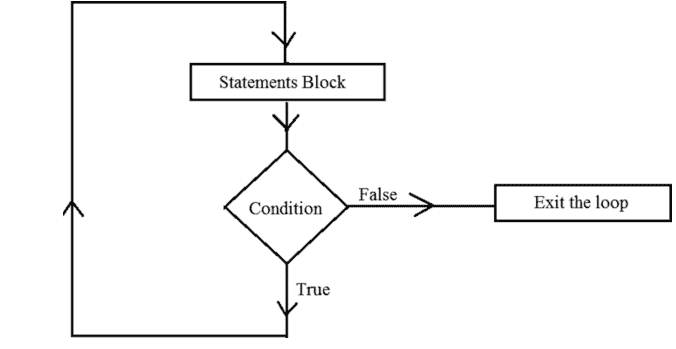 Statements Block
Condition
False
Exit the loop
True